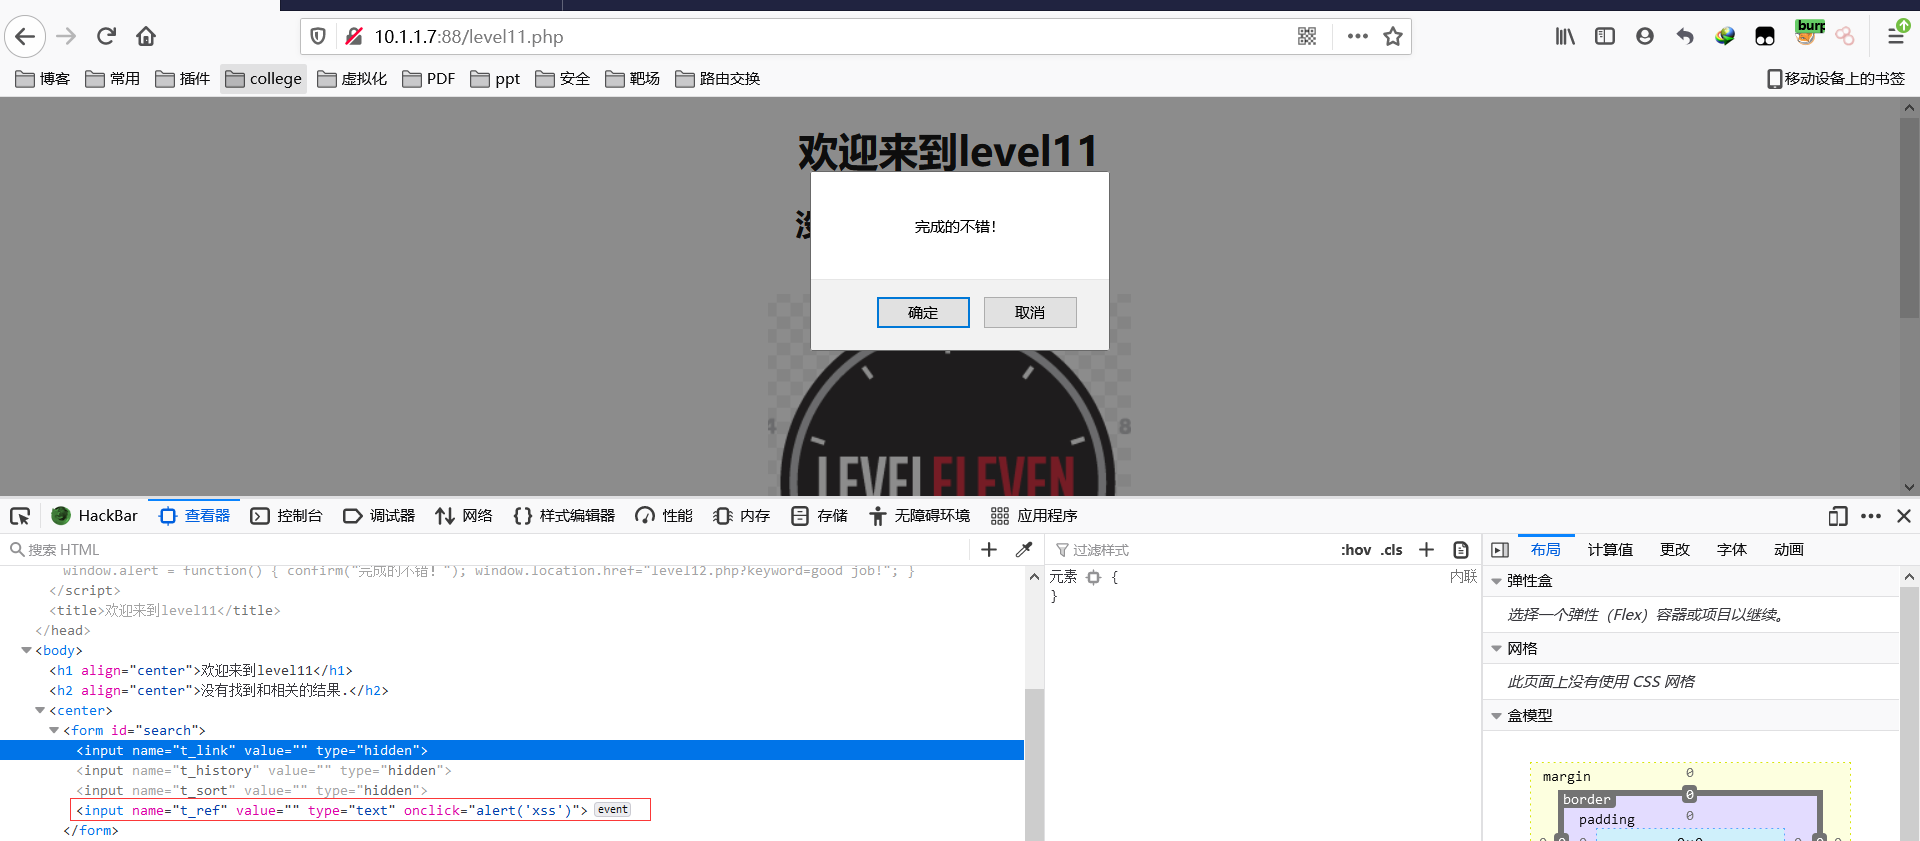 10.1.1.7:88/level11.php
burp
博客 常用 插件 college 虚拟化 PDF ppt 安全 靶场 路由交换 移动设备上的书签
欢迎来到level11
完成的不错！
确定 取消
4 8
LEVEL ELEVEN
HackBar 查看器 控制台 调试器 网络 样式编辑器 性能 内存 存储 无障碍环境 应用程序
搜索 HTML 过滤样式 :hov .cls 布局 计算值 更改 字体 动画
window.alert = function() { confirm("完成的不错！"); window.location.href="level12.php?keyword=good job!"; }
</script>
<title>欢迎来到level11</title>
</head>
<body>
<h1 align="center">欢迎来到level11</h1>
<h2 align="center">没有找到和相关的结果.</h2>
<center>
<form id="search">
<input name="t_link" value="" type="hidden">
<input name="t_history" value="" type="hidden">
<input name="t_sort" value="" type="hidden">
<input name="t_ref" value="" type="text" onclick="alert('xss')"> event
</form>
元素 { 内联
}
弹性盒
选择一个弹性（Flex）容器或项目以继续。
网格
此页面上没有使用 CSS 网格
盒模型
margin 0
border 0
padding 0